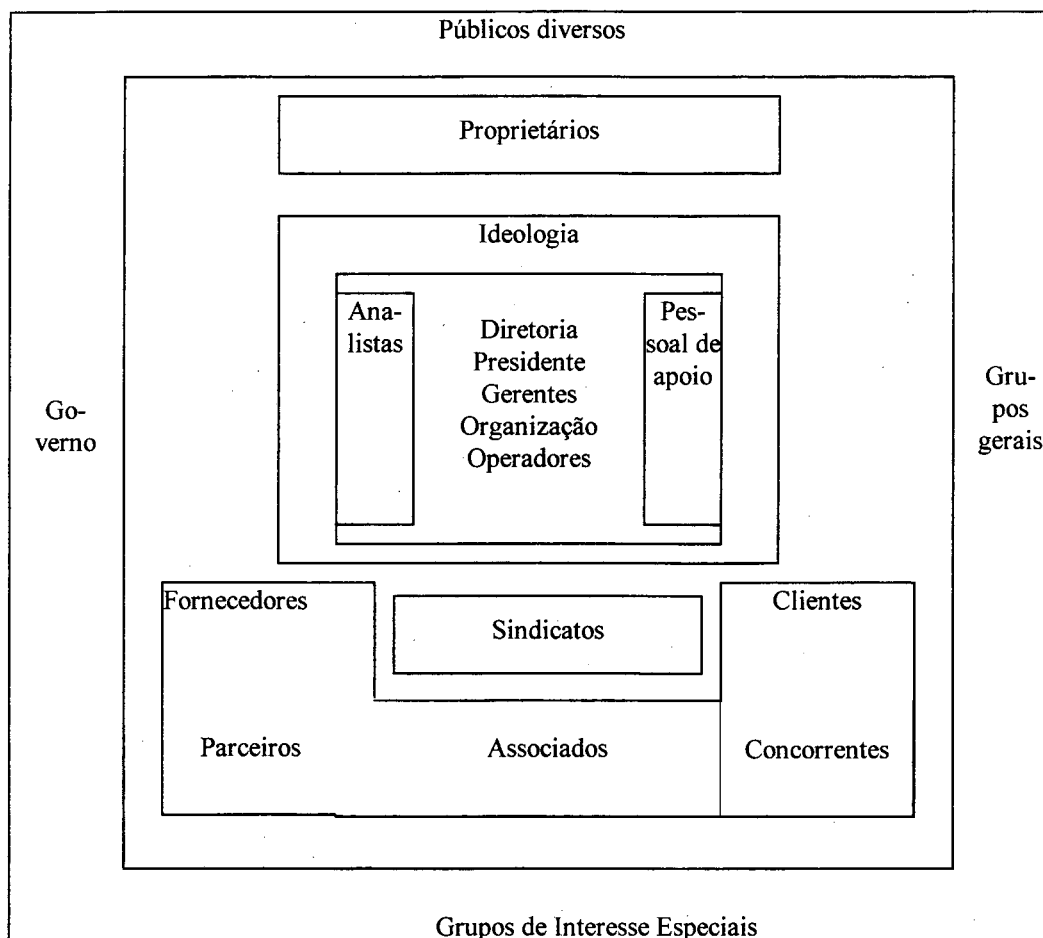 Públicos diversos
Proprietários
Ideologia
Ana-
listas
Diretoria
Presidente
Gerentes
Organização
Operadores
Pes-
soal de
apoio
Go-
verno
Gru-
pos
gerais
Fornecedores
Sindicatos
Clientes
Parceiros
Associados
Concorrentes
Grupos de Interesse Especiais